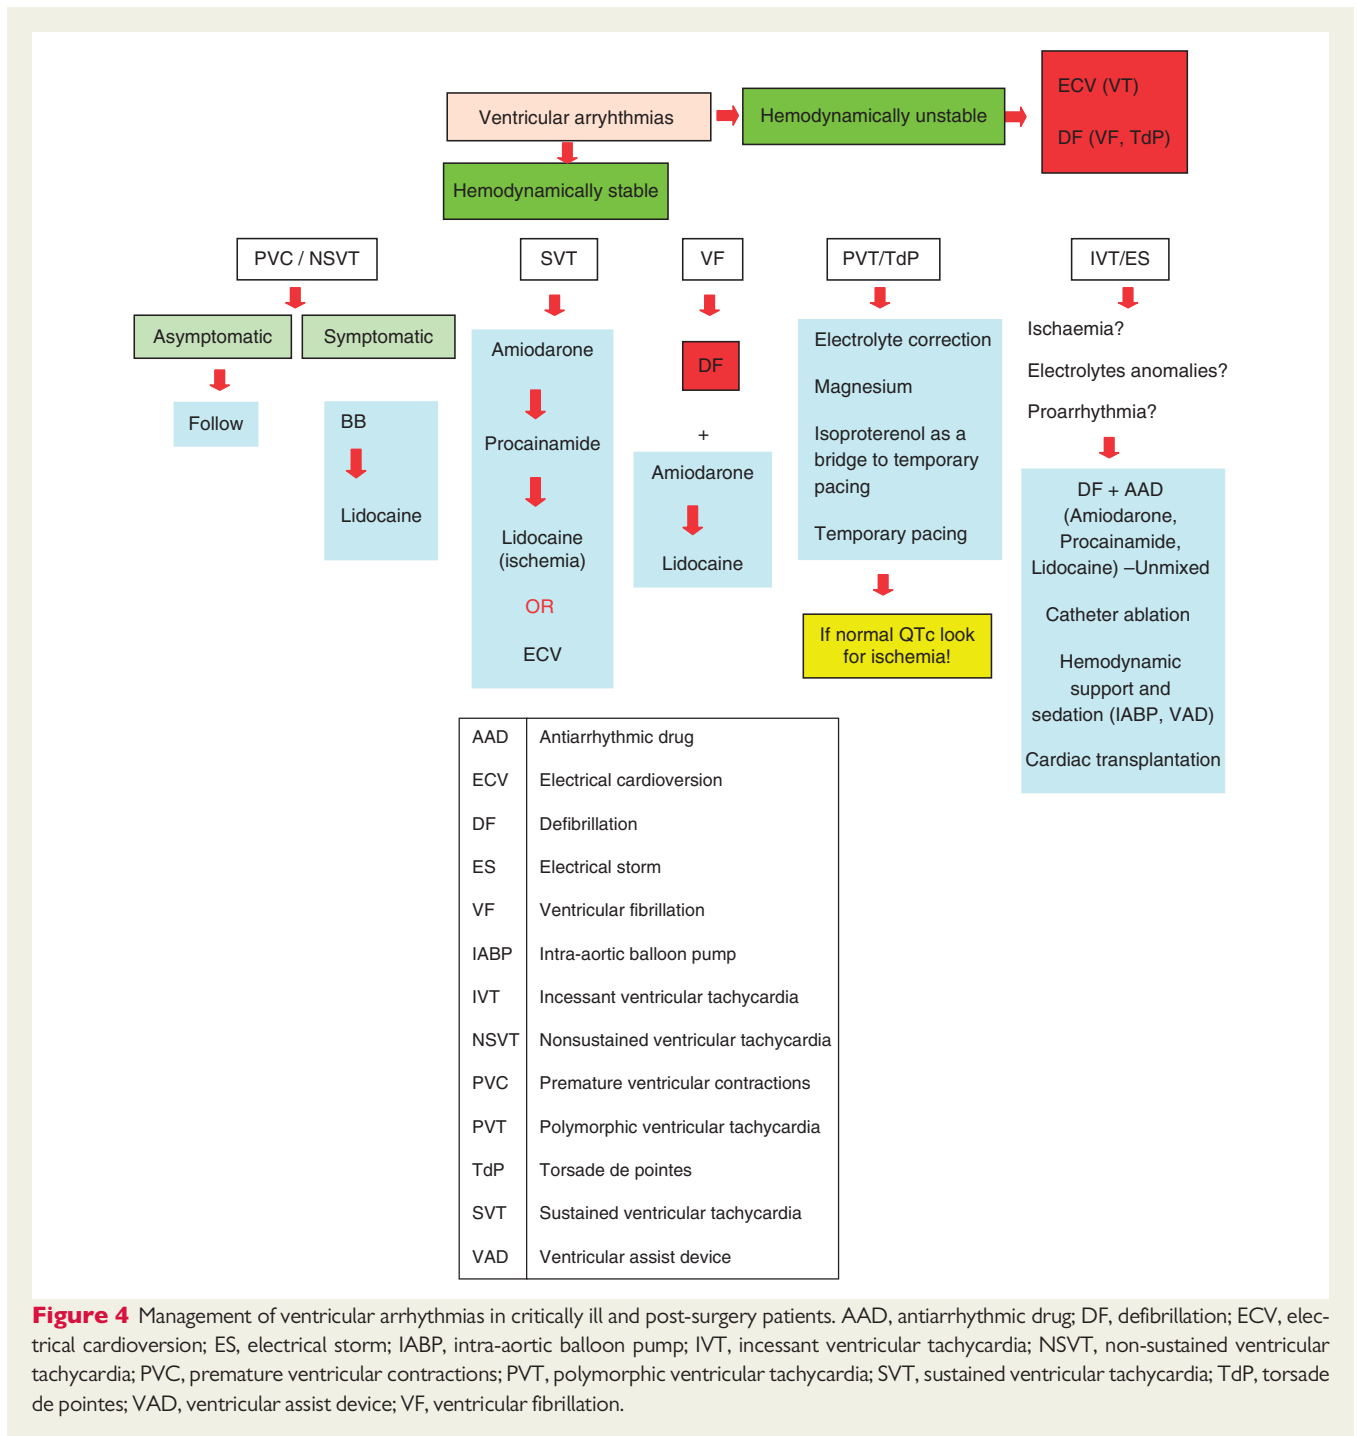 Ventricular arryhthmias
Hemodynamically unstable
ECV (VT)
DF (VF, TdP)
Hemodynamically stable
PVC / NSVT
Asymptomatic
Follow
Symptomatic
BB
Lidocaine
SVT
Amiodarone
Procainamide
Lidocaine
(ischemia)
OR
ECV
VF
DF
+
Amiodarone
Lidocaine
PVT/TdP
Electrolyte correction
Magnesium
Isoproterenol as a
bridge to temporary
pacing
Temporary pacing
If normal QTc look
for ischemia!
IVT/ES
Ischaemia?
Electrolytes anomalies?
Proarrhythmia?
DF + AAD
(Amiodarone,
Procainamide,
Lidocaine) –Unmixed
Catheter ablation
Hemodynamic
support and
sedation (IABP, VAD)
Cardiac transplantation
AAD Antiarrhythmic drug
ECV Electrical cardioversion
DF Defibrillation
ES Electrical storm
VF Ventricular fibrillation
IABP Intra-aortic balloon pump
IVT Incessant ventricular tachycardia
NSVT Nonsustained ventricular tachycardia
PVC Premature ventricular contractions
PVT Polymorphic ventricular tachycardia
TdP Torsade de pointes
SVT Sustained ventricular tachycardia
VAD Ventricular assist device
Figure 4 Management of ventricular arrhythmias in critically ill and post-surgery patients. AAD, antiarrhythmic drug; DF, defibrillation; ECV, elec-
trical cardioversion; ES, electrical storm; IABP, intra-aortic balloon pump; IVT, incessant ventricular tachycardia; NSVT, non-sustained ventricular
tachycardia; PVC, premature ventricular contractions; PVT, polymorphic ventricular tachycardia; SVT, sustained ventricular tachycardia; TdP, torsade
de pointes; VAD, ventricular assist device; VF, ventricular fibrillation.